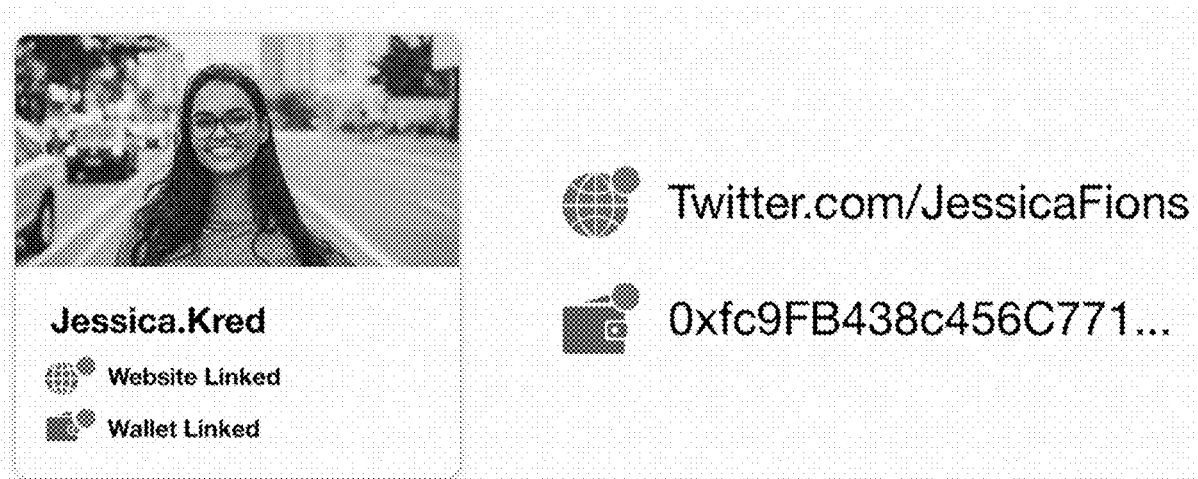 Jessica.Kred
Website Linked
Wallet Linked
Twitter.com/JessicaFions
0xfc9FB438c456C771...